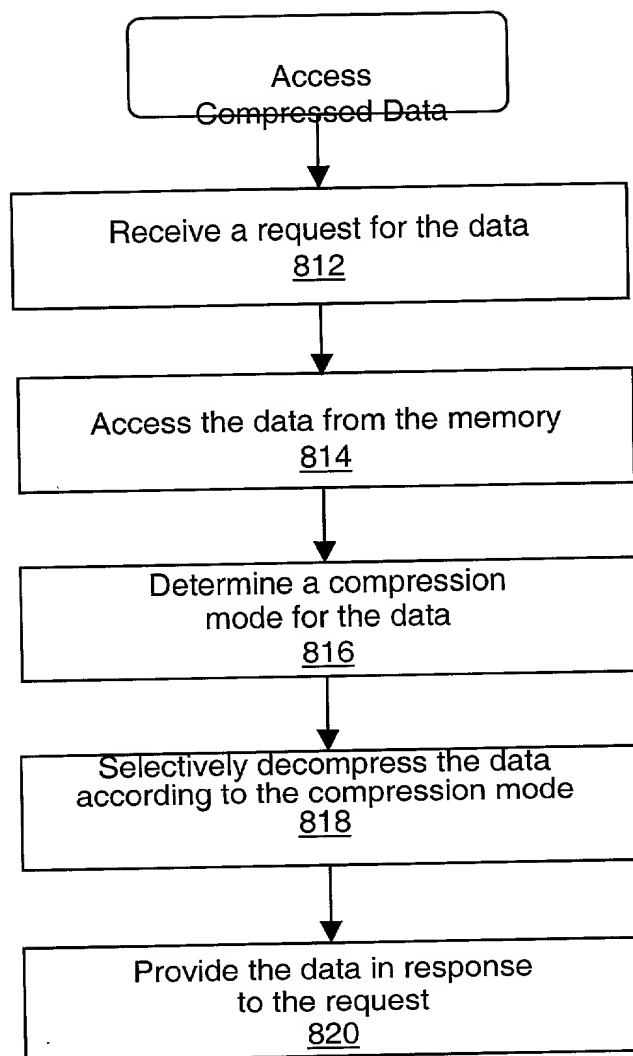 Access
Compressed Data
Receive a request for the data
812
Access the data from the memory
814
Determine a compression
mode for the data
816
Selectively decompress the data
according to the compression mode
818
Provide the data in response
to the request
820